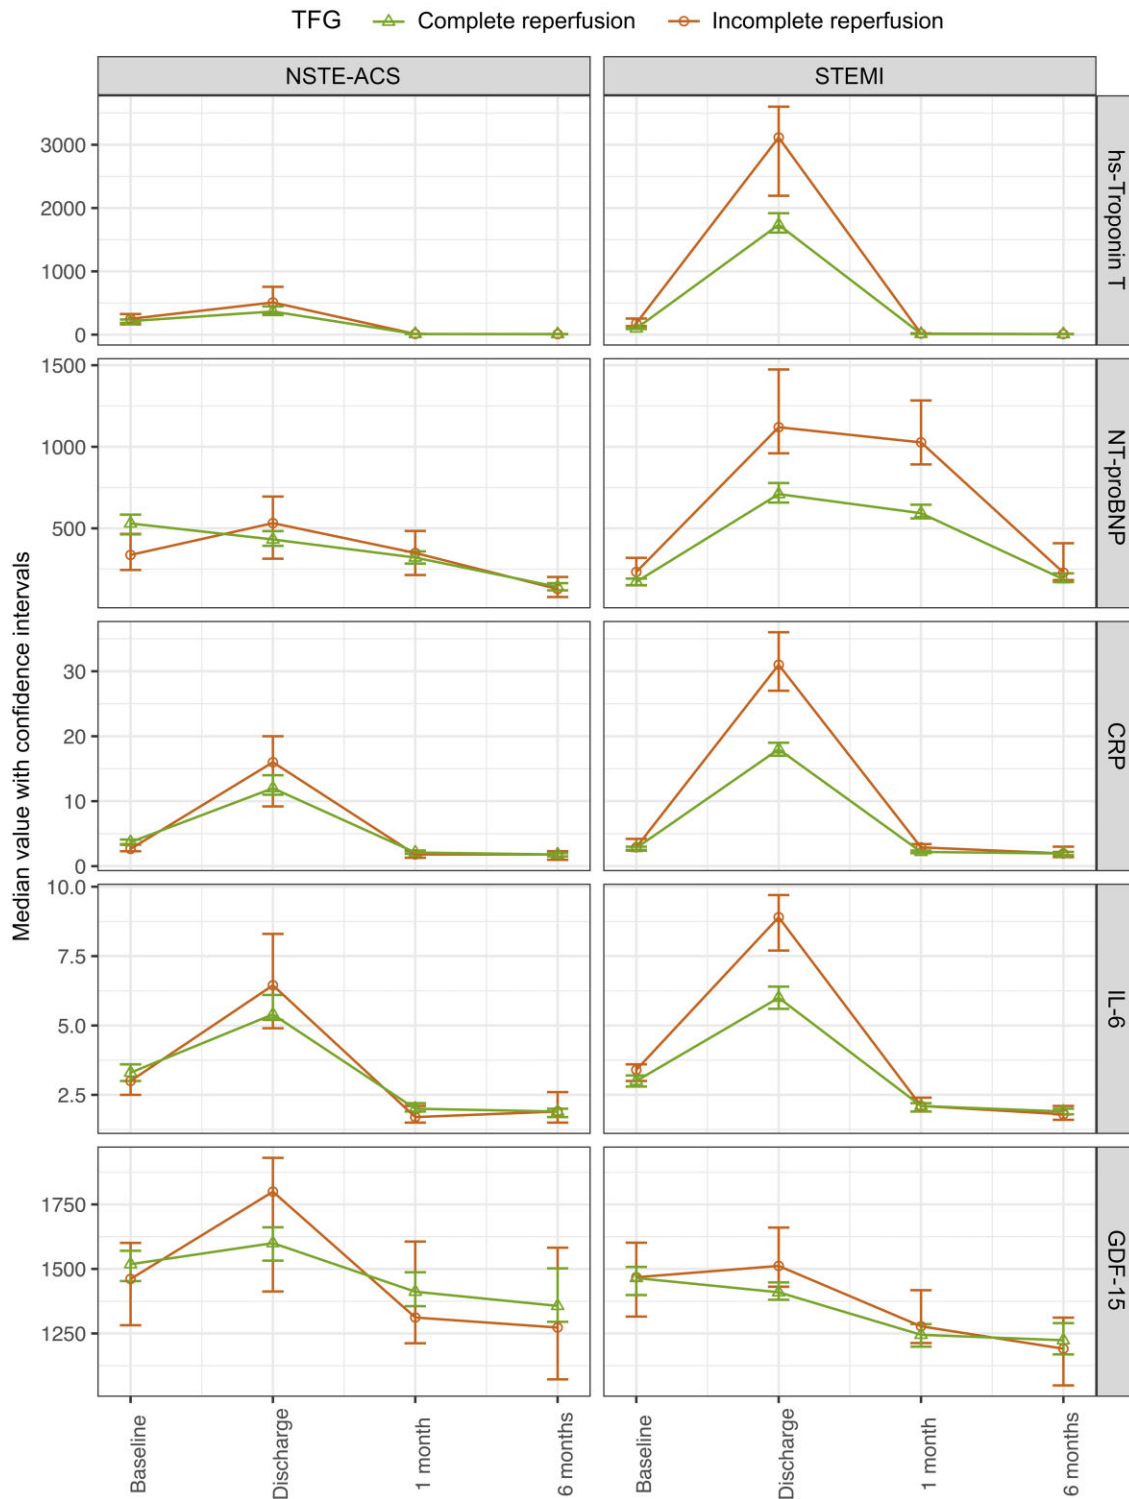 TFG Complete reperfusion Incomplete reperfusion
NSTE-ACS STEMI
Median value with confidence intervals
3000
2000
1000
0
hs-Troponin T
1500
1000
500
NT-proBNP
30
20
10
0
CRP
10.0
7.5
5.0
2.5
IL-6
1750
1500
1250
GDF-15
Baseline Discharge 1 month 6 months Baseline Discharge 1 month 6 months